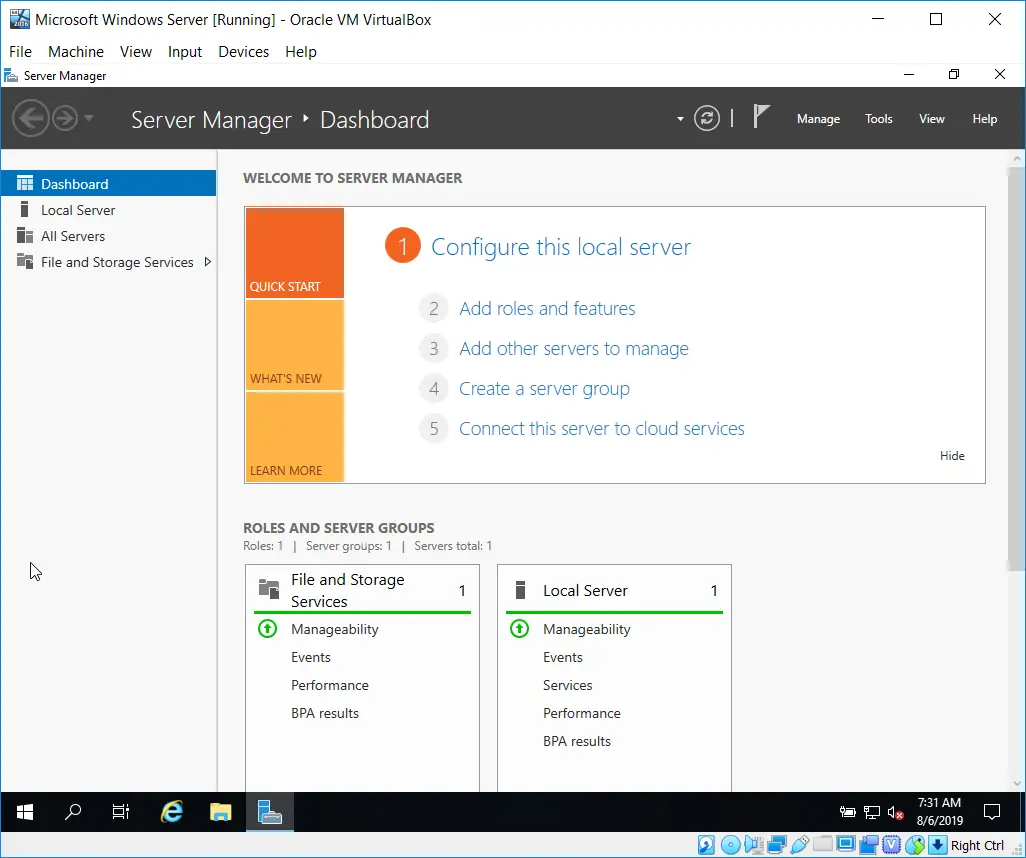 Microsoft Windows Server [Running] - Oracle VM VirtualBox
File Machine View Input Devices Help
Server Manager
Server Manager ‣ Dashboard
Manage Tools View Help
Dashboard
Local Server
All Servers
File and Storage Services
WELCOME TO SERVER MANAGER
QUICK START
WHAT'S NEW
LEARN MORE
1 Configure this local server
2 Add roles and features
3 Add other servers to manage
4 Create a server group
5 Connect this server to cloud services
Hide
ROLES AND SERVER GROUPS
Roles: 1 | Server groups: 1 | Servers total: 1
File and Storage
Services 1
Manageability
Events
Performance
BPA results
Local Server 1
Manageability
Events
Services
Performance
BPA results
7:31 AM
8/6/2019
Right Ctrl